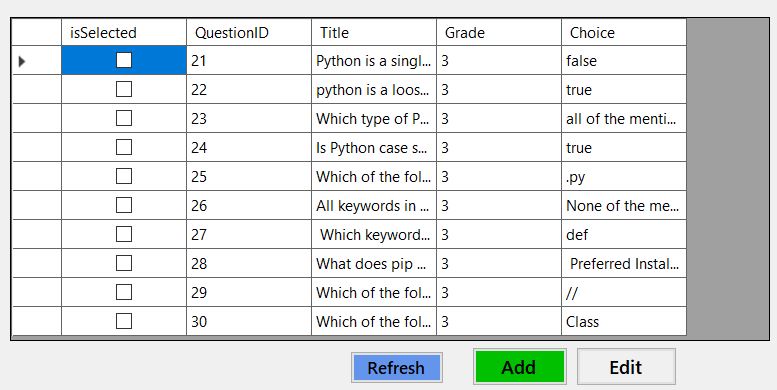 isSelected QuestionID Title Grade Choice
21 Python is a singl... 3 false
22 python is a loos... 3 true
23 Which type of P... 3 all of the menti...
24 Is Python case s... 3 true
25 Which of the fol... 3 .py
26 All keywords in ... 3 None of the me...
27 Which keyword... 3 def
28 What does pip ... 3 Preferred Instal...
29 Which of the fol... 3 //
30 Which of the fol... 3 Class
Refresh Add Edit